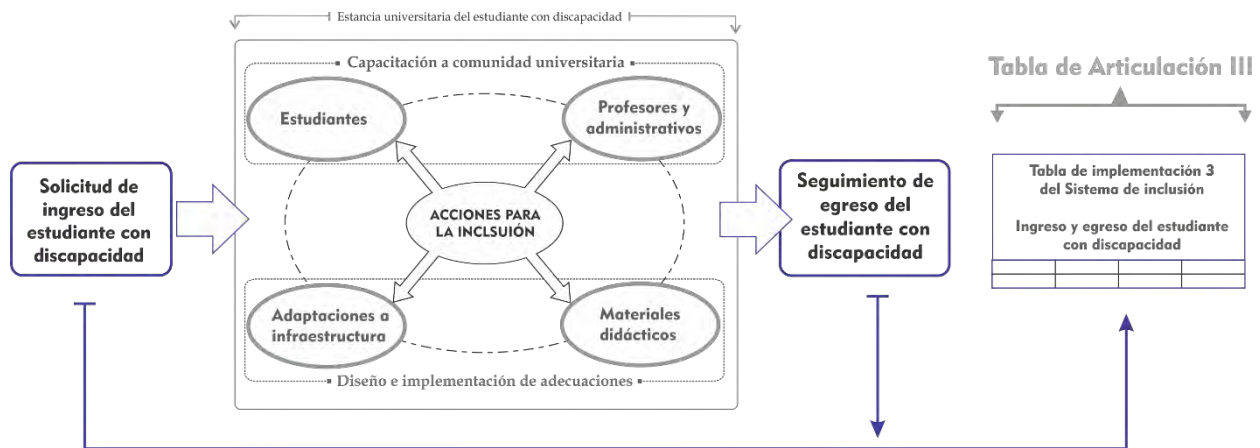 Estancia universitaria del estudiante con discapacidad
Capacitación a comunidad universitaria
Estudiantes
Profesores y
administrativos
ACCIONES PARA
LA INCLSUIÓN
Adaptaciones a
infraestructura
Materiales
didácticos
Diseño e implementación de adecuaciones
Solicitud de
ingreso del
estudiante con
discapacidad
Seguimiento de
egreso del
estudiante con
discapacidad
Tabla de Articulación III
Tabla de implementación 3
del Sistema de inclusión
Ingreso y egreso del estudiante
con discapacidad